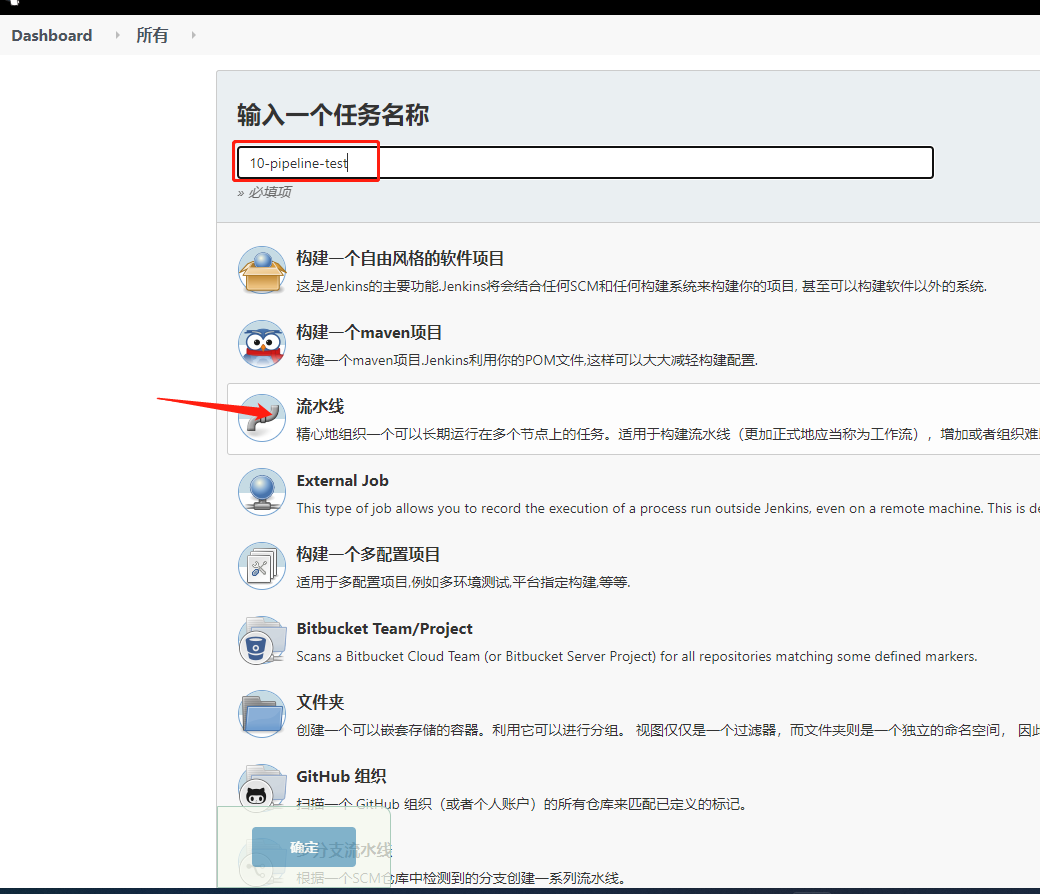 Dashboard 所有
输入一个任务名称
10-pipeline-test
» 必填项
构建一个自由风格的软件项目
这是Jenkins的主要功能.Jenkins将会结合任何SCM和任何构建系统来构建你的项目, 甚至可以构建软件以外的系统.
构建一个maven项目
构建一个maven项目.Jenkins利用你的POM文件,这样可以大大减轻构建配置.
流水线
精心地组织一个可以长期运行在多个节点上的任务。适用于构建流水线（更加正式地应当称为工作流），增加或者组织难
External Job
This type of job allows you to record the execution of a process run outside Jenkins, even on a remote machine. This is
构建一个多配置项目
适用于多配置项目,例如多环境测试,平台指定构建,等等.
Bitbucket Team/Project
Scans a Bitbucket Cloud Team (or Bitbucket Server Project) for all repositories matching some defined markers.
文件夹
创建一个可以嵌套存储的容器。利用它可以进行分组。 视图仅仅是一个过滤器，而文件夹则是一个独立的命名空间， 因此
GitHub 组织
扫描一个 GitHub 组织（或者个人账户）的所有仓库来匹配已定义的标记。
确定
多分支流水线
根据一个SCM仓库中检测到的分支创建一系列流水线。